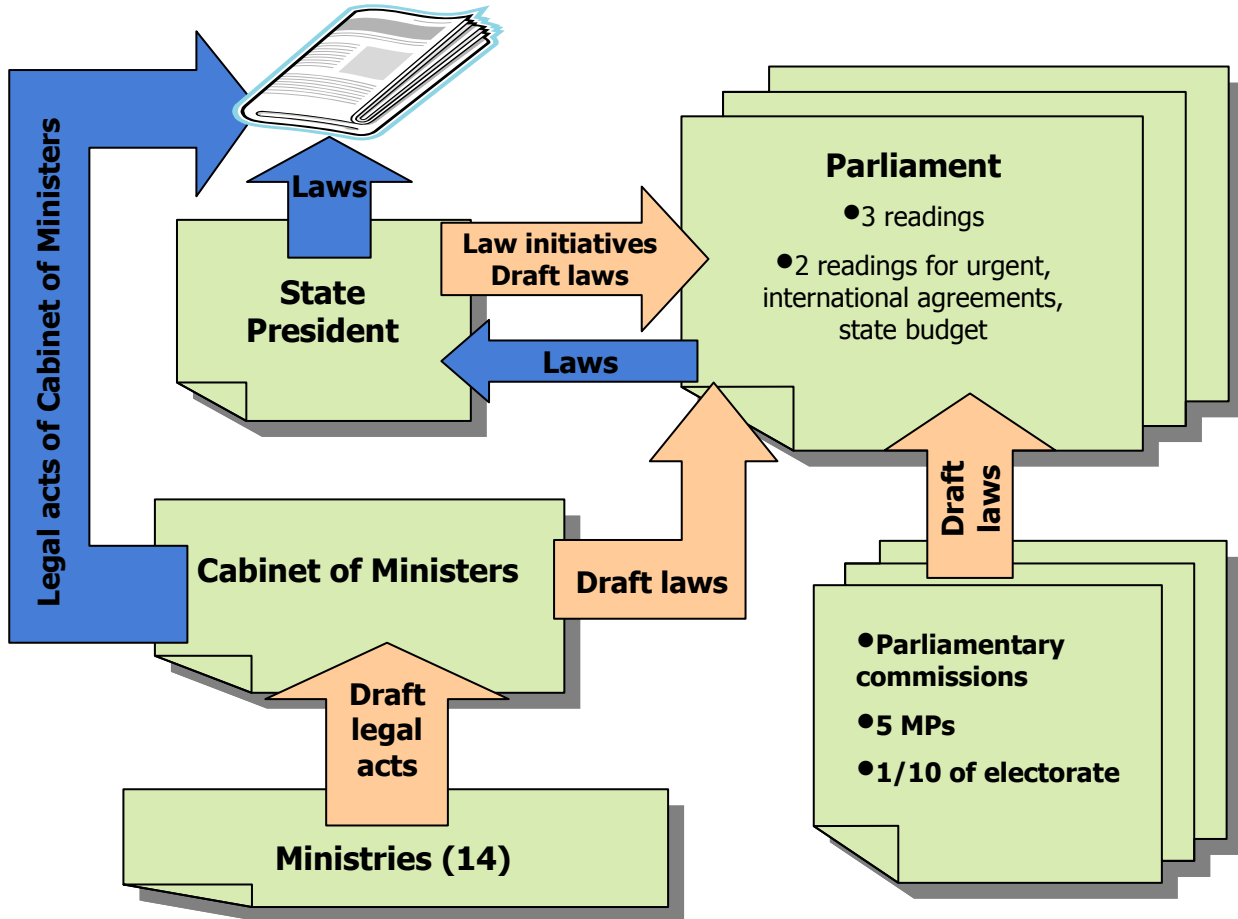 Legal acts of Cabinet of Ministers
Laws
Parliament
●3 readings
●2 readings for urgent,
international agreements,
state budget
Law initiatives
Draft laws
State
President
Laws
Draft
laws
Cabinet of Ministers
Draft laws
●Parliamentary
commissions
●5 MPs
●1/10 of electorate
Draft
legal
acts
Ministries (14)